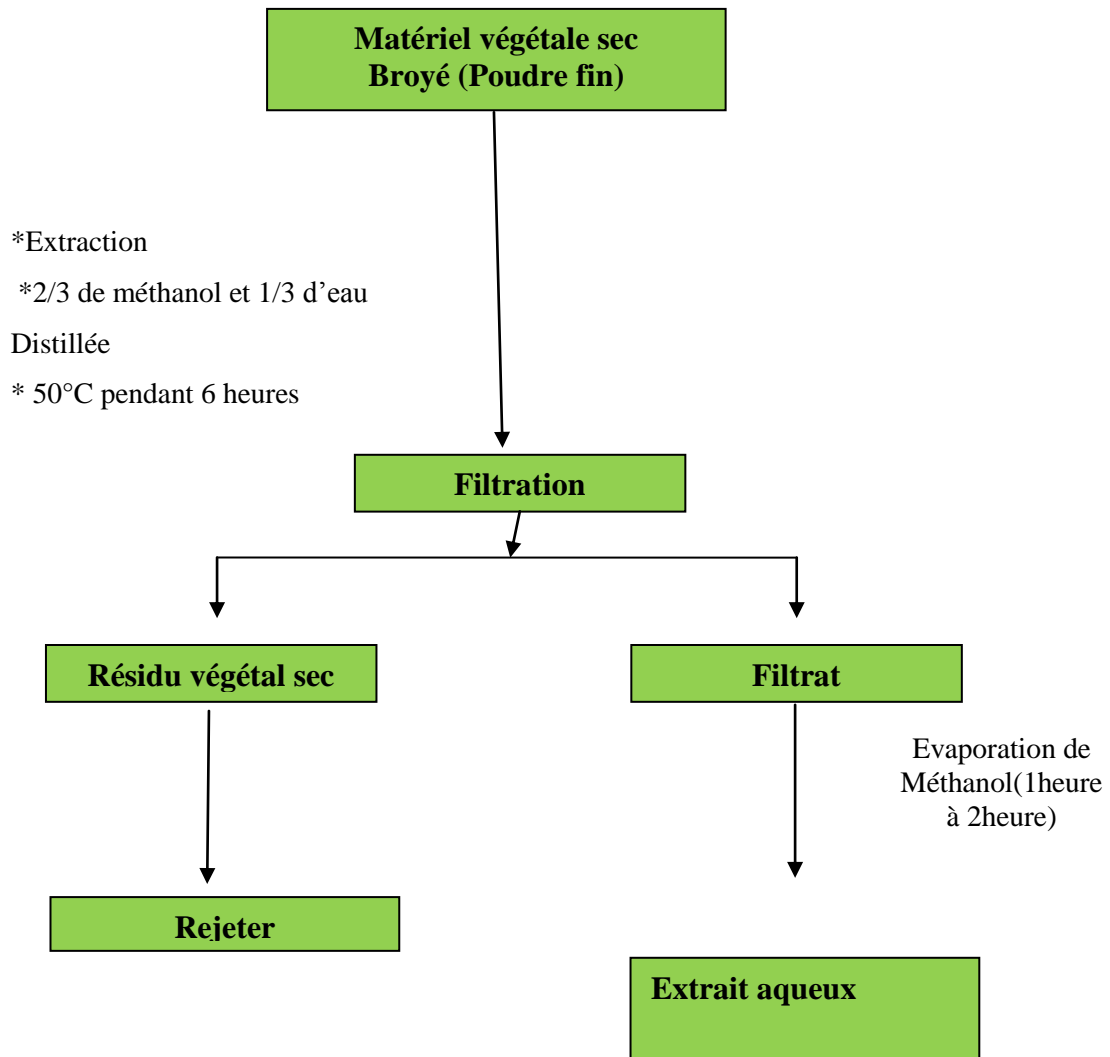 Matériel végétale sec
Broyé (Poudre fin)
*Extraction
*2/3 de méthanol et 1/3 d’eau
Distillée
* 50°C pendant 6 heures
Filtration
Résidu végétal sec
Filtrat
Evaporation de
Méthanol(1heure
à 2heure)
Rejeter
Extrait aqueux